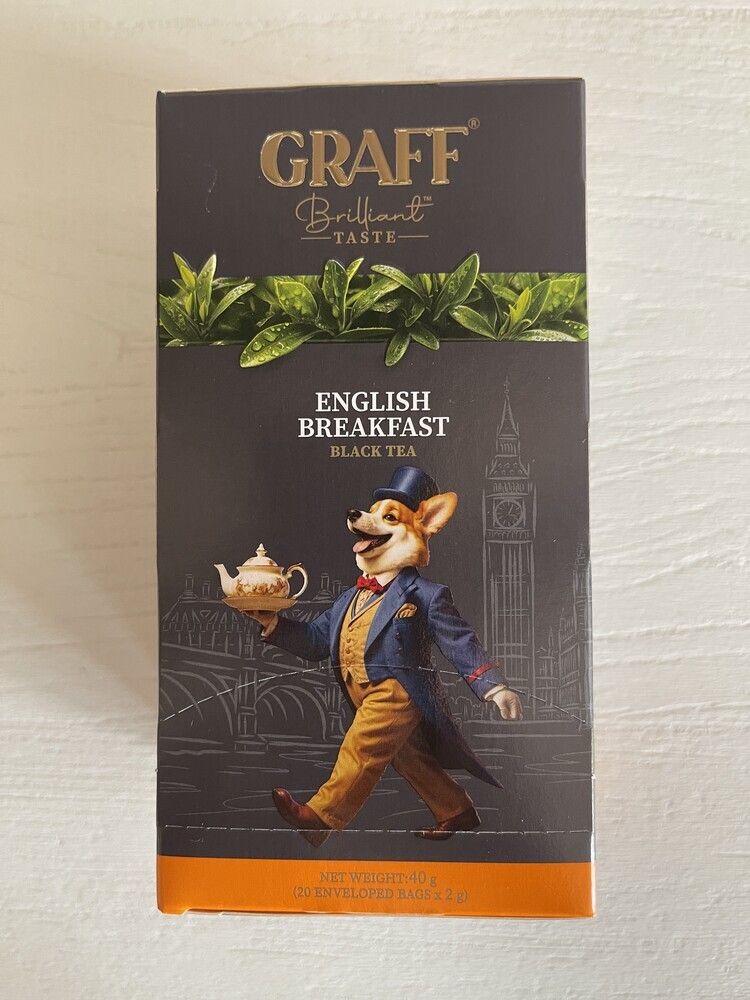 GRAFF®
Brilliant™
TASTE
ENGLISH
BREAKFAST
BLACK TEA
NET WEIGHT:40 g
(20 ENVELOPED BAGS x 2 g)